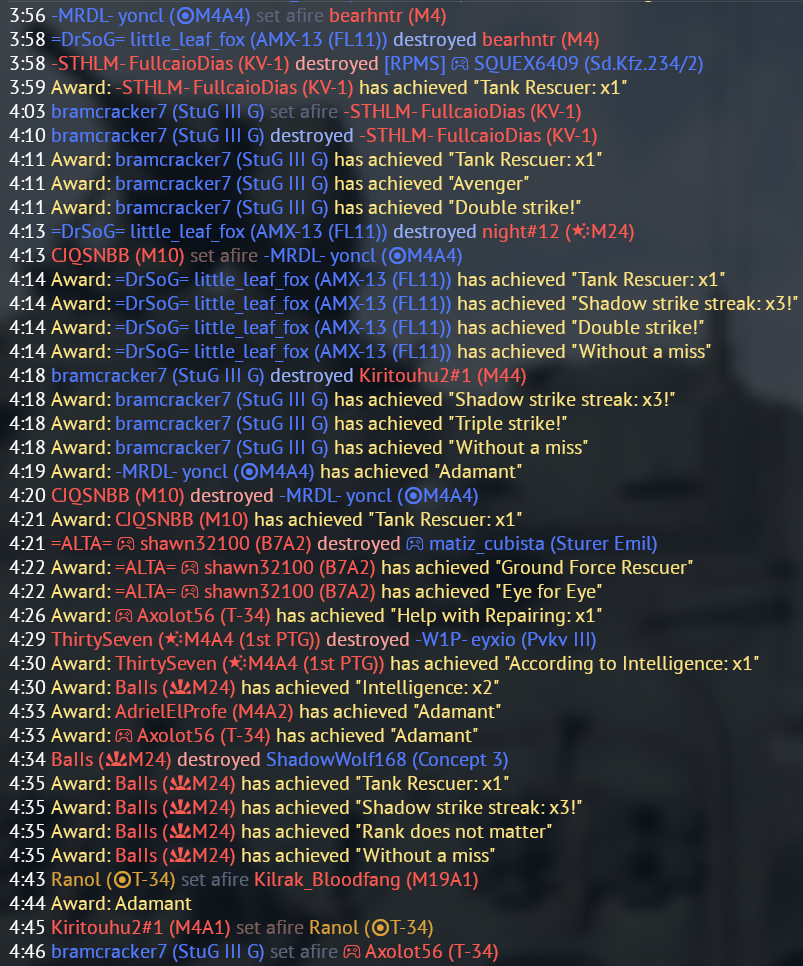 3:56 -MRDL- yoncl (M4A4) set afire bearhntr (M4)
3:58 =DrSoG= little_leaf_fox (AMX-13 (FL11)) destroyed bearhntr (M4)
3:58 -STHLM- FullcaioDias (KV-1) destroyed [RPMS] SQUEX6409 (Sd.Kfz.234/2)
3:59 Award: -STHLM- FullcaioDias (KV-1) has achieved "Tank Rescuer: x1"
4:03 bramcracker7 (StuG III G) set afire -STHLM- FullcaioDias (KV-1)
4:10 bramcracker7 (StuG III G) destroyed -STHLM- FullcaioDias (KV-1)
4:11 Award: bramcracker7 (StuG III G) has achieved "Tank Rescuer: x1"
4:11 Award: bramcracker7 (StuG III G) has achieved "Avenger"
4:11 Award: bramcracker7 (StuG III G) has achieved "Double strike!"
4:13 =DrSoG= little_leaf_fox (AMX-13 (FL11)) destroyed night#12 (M24)
4:13 CJQSNBB (M10) set afire -MRDL- yoncl (M4A4)
4:14 Award: =DrSoG= little_leaf_fox (AMX-13 (FL11)) has achieved "Tank Rescuer: x1"
4:14 Award: =DrSoG= little_leaf_fox (AMX-13 (FL11)) has achieved "Shadow strike streak: x3!"
4:14 Award: =DrSoG= little_leaf_fox (AMX-13 (FL11)) has achieved "Double strike!"
4:14 Award: =DrSoG= little_leaf_fox (AMX-13 (FL11)) has achieved "Without a miss"
4:18 bramcracker7 (StuG III G) destroyed Kiritouhu2#1 (M44)
4:18 Award: bramcracker7 (StuG III G) has achieved "Shadow strike streak: x3!"
4:18 Award: bramcracker7 (StuG III G) has achieved "Triple strike!"
4:18 Award: bramcracker7 (StuG III G) has achieved "Without a miss"
4:19 Award: -MRDL- yoncl (M4A4) has achieved "Adamant"
4:20 CJQSNBB (M10) destroyed -MRDL- yoncl (M4A4)
4:21 Award: CJQSNBB (M10) has achieved "Tank Rescuer: x1"
4:21 =ALTA= shawn32100 (B7A2) destroyed matiz_cubista (Sturer Emil)
4:22 Award: =ALTA= shawn32100 (B7A2) has achieved "Ground Force Rescuer"
4:22 Award: =ALTA= shawn32100 (B7A2) has achieved "Eye for Eye"
4:26 Award: Axolot56 (T-34) has achieved "Help with Repairing: x1"
4:29 ThirtySeven (M4A4 (1st PTG)) destroyed -W1P- eyxio (Pvkv III)
4:30 Award: ThirtySeven (M4A4 (1st PTG)) has achieved "According to Intelligence: x1"
4:30 Award: BaIIs (M24) has achieved "Intelligence: x2"
4:33 Award: AdrielElProfe (M4A2) has achieved "Adamant"
4:33 Award: Axolot56 (T-34) has achieved "Adamant"
4:34 BaIIs (M24) destroyed ShadowWolf168 (Concept 3)
4:35 Award: BaIIs (M24) has achieved "Tank Rescuer: x1"
4:35 Award: BaIIs (M24) has achieved "Shadow strike streak: x3!"
4:35 Award: BaIIs (M24) has achieved "Rank does not matter"
4:35 Award: BaIIs (M24) has achieved "Without a miss"
4:43 Ranol (T-34) set afire Kilrak_Bloodfang (M19A1)
4:44 Award: Adamant
4:45 Kiritouhu2#1 (M4A1) set afire Ranol (T-34)
4:46 bramcracker7 (StuG III G) set afire Axolot56 (T-34)